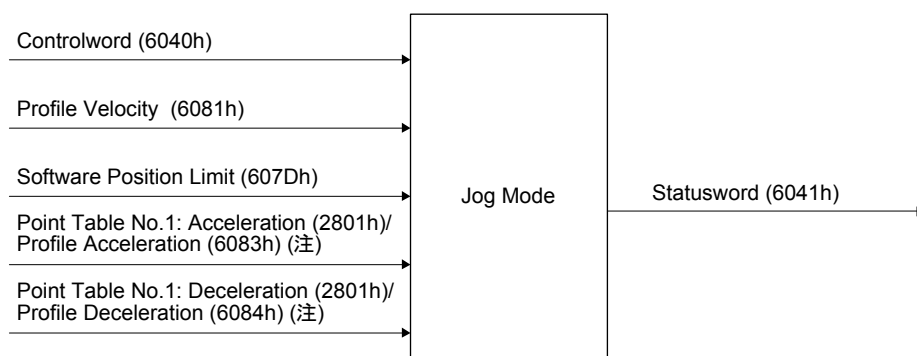 Controlword (6040h)
Profile Velocity (6081h)
Software Position Limit (607Dh)
Point Table No.1: Acceleration (2801h)/
Profile Acceleration (6083h) (注)
Point Table No.1: Deceleration (2801h)/
Profile Deceleration (6084h) (注)
Jog Mode
Statusword (6041h)